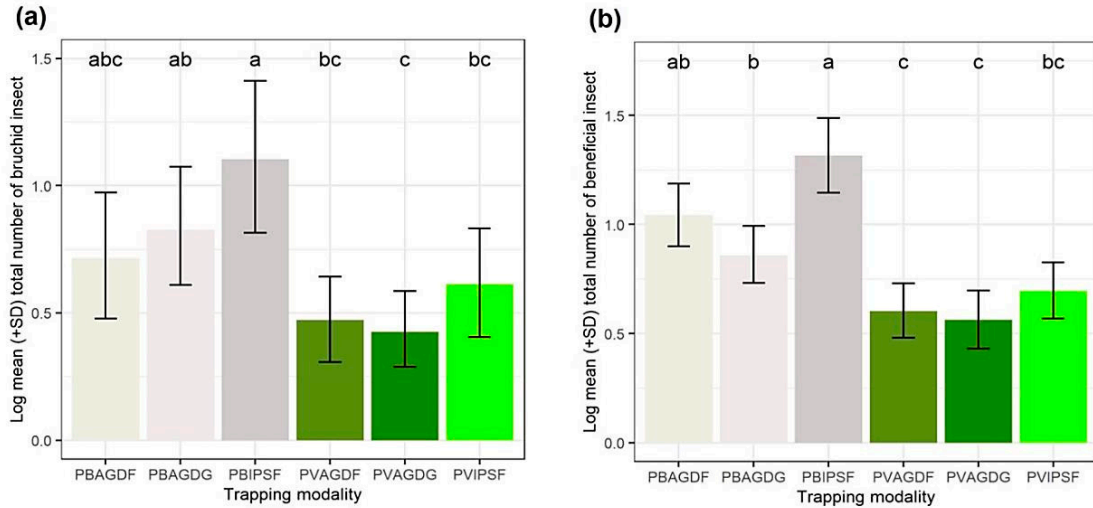 (a)
Log mean (+SD) total number of bruchid insect
1.5
1.0
0.5
0.0
abc ab a bc c bc
PBAGDF PBAGDG PBIPSF PVAGDF PVAGDG PVIPSF
Trapping modality
(b)
Log mean (+SD) total number of beneficial insect
1.5
1.0
0.5
0.0
ab b a c c bc
PBAGDF PBAGDG PBIPSF PVAGDF PVAGDG PVIPSF
Trapping modality